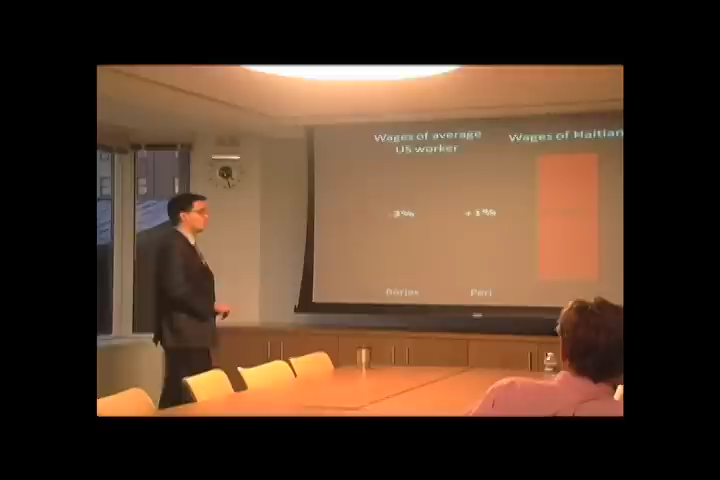 Wages of average
US worker
Wages of Haitian
-3%
+1%
Borjas
Peri